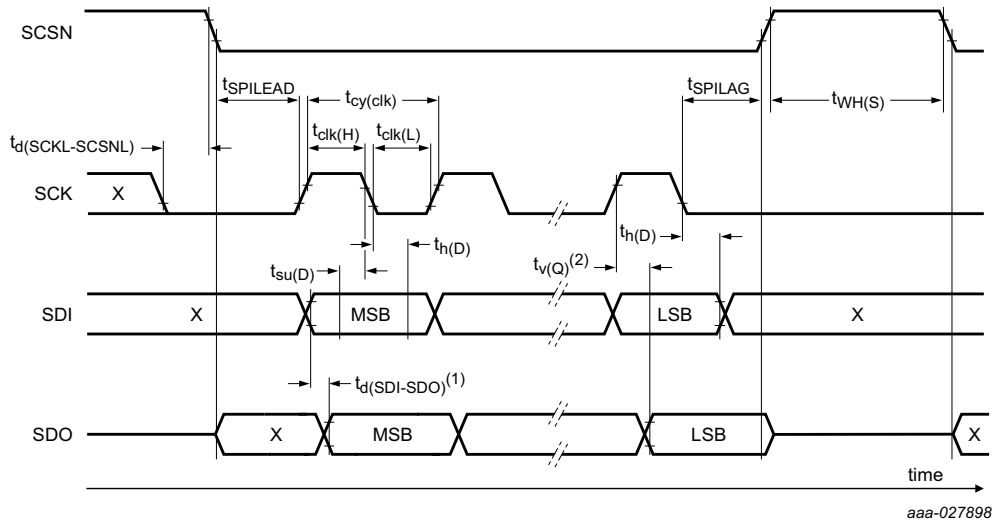 SCSN
tSPILEAD
tcy(clk)
tSPILAG
tWH(S)
tclk(H)
tclk(L)
td(SCKL-SCSNL)
SCK
X
th(D)
th(D)
tsu(D)
tv(Q)(2)
SDI
X
MSB
LSB
X
td(SDI-SDO)(1)
SDO
X
MSB
LSB
X
time
aaa-027898